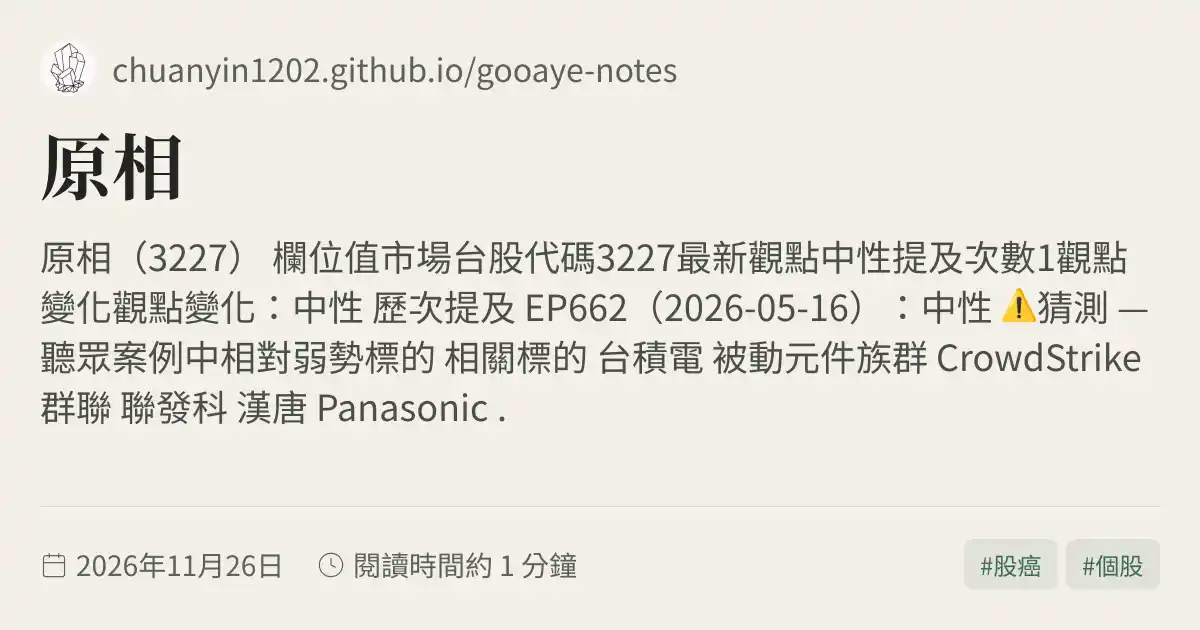 chuanyin1202.github.io/gooaye-notes
原相
原相（3227） 欄位值市場台股代碼3227最新觀點中性提及次數1觀點
變化觀點變化：中性 歷次提及 EP662（2026-05-16）：中性 ⚠️猜測 —
聽眾案例中相對弱勢標的 相關標的 台積電 被動元件族群 CrowdStrike
群聯 聯發科 漢唐 Panasonic .
2026年11月26日 閱讀時間約 1 分鐘 #股癌 #個股